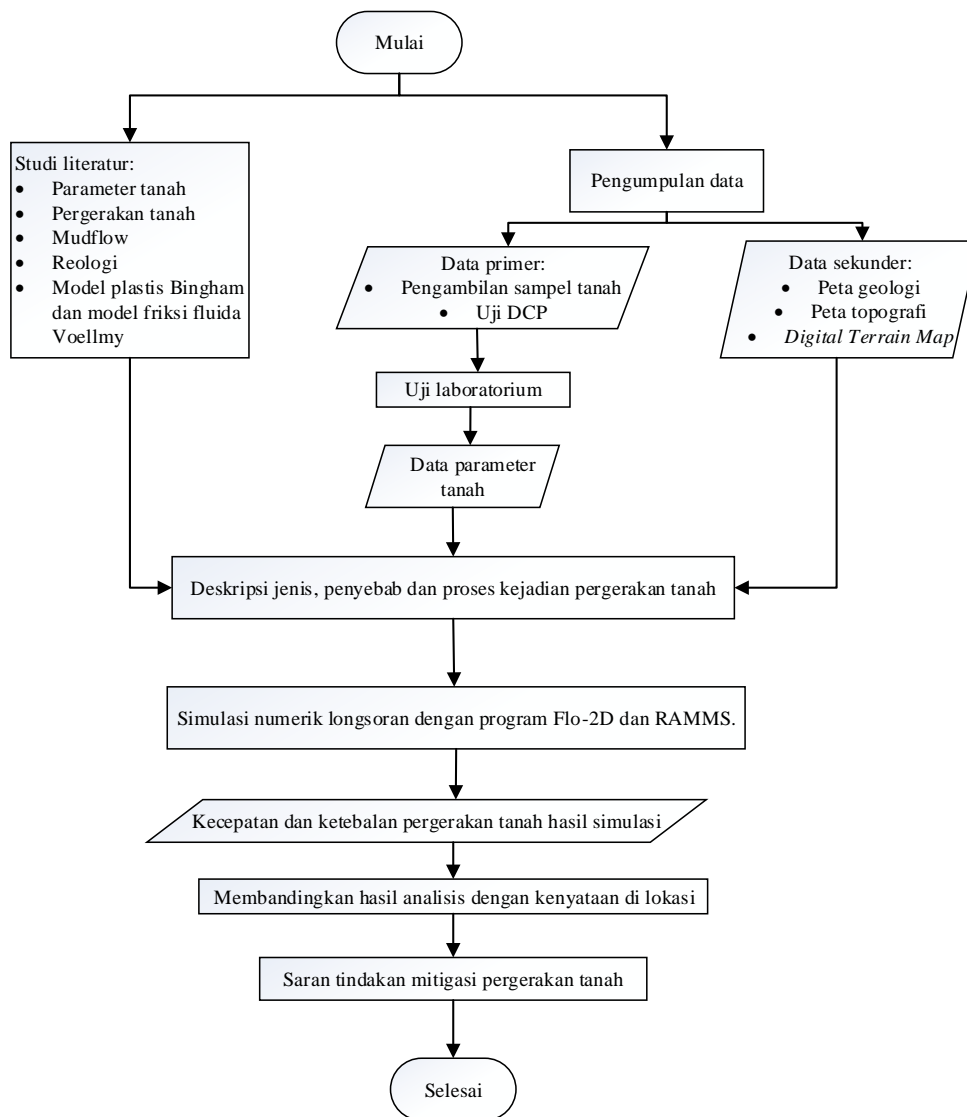 Mulai
Studi literatur:
• Parameter tanah
• Pergerakan tanah
• Mudflow
• Reologi
• Model plastis Bingham
dan model friksi fluida
Voellmy
Pengumpulan data
Data primer:
• Pengambilan sampel tanah
• Uji DCP
Data sekunder:
• Peta geologi
• Peta topografi
• Digital Terrain Map
Uji laboratorium
Data parameter
tanah
Deskripsi jenis, penyebab dan proses kejadian pergerakan tanah
Simulasi numerik longsoran dengan program Flo-2D dan RAMMS.
Kecepatan dan ketebalan pergerakan tanah hasil simulasi
Membandingkan hasil analisis dengan kenyataan di lokasi
Saran tindakan mitigasi pergerakan tanah
Selesai